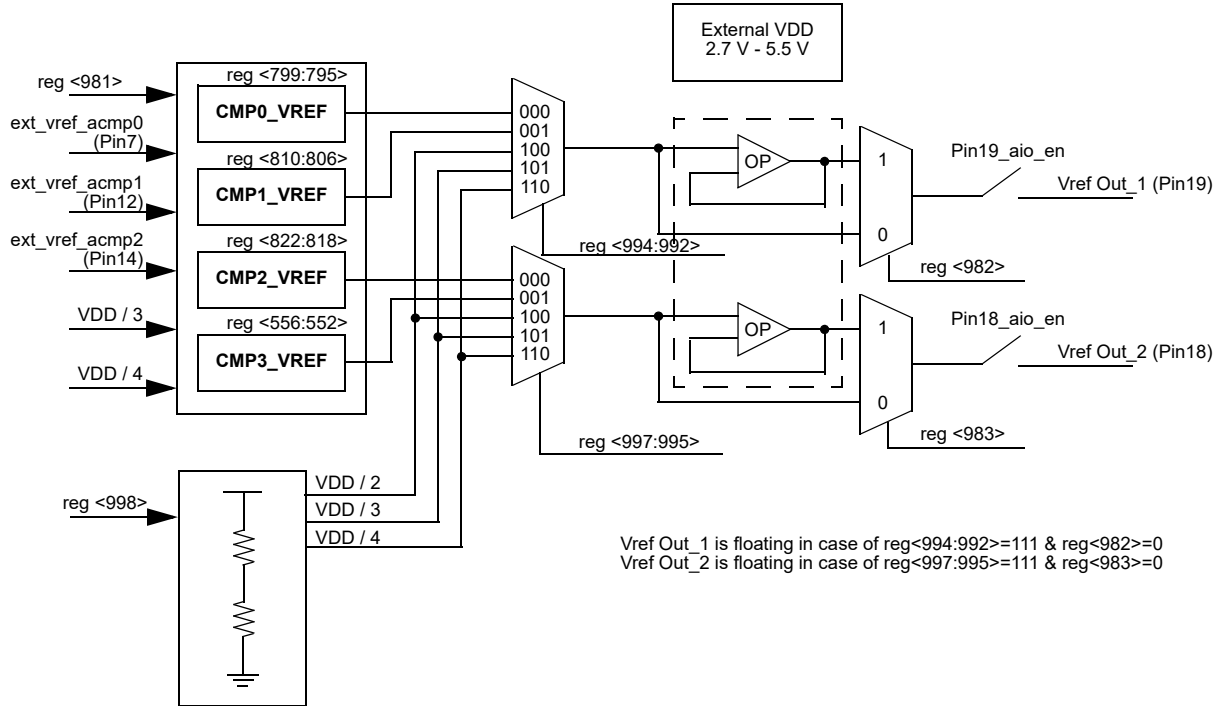 External VDD
2.7 V - 5.5 V
reg <981>
ext_vref_acmp0
(Pin7)
ext_vref_acmp1
(Pin12)
ext_vref_acmp2
(Pin14)
VDD / 3
VDD / 4
reg <799:795>
CMP0_VREF
reg <810:806>
CMP1_VREF
reg <822:818>
CMP2_VREF
reg <556:552>
CMP3_VREF
000
001
100
101
110
reg <994:992>
000
001
100
101
110
reg <997:995>
OP
1
0
reg <982>
Pin19_aio_en
Vref Out_1 (Pin19)
OP
1
0
reg <983>
Pin18_aio_en
Vref Out_2 (Pin18)
reg <998>
VDD / 2
VDD / 3
VDD / 4
Vref Out_1 is floating in case of reg<994:992>=111 & reg<982>=0
Vref Out_2 is floating in case of reg<997:995>=111 & reg<983>=0